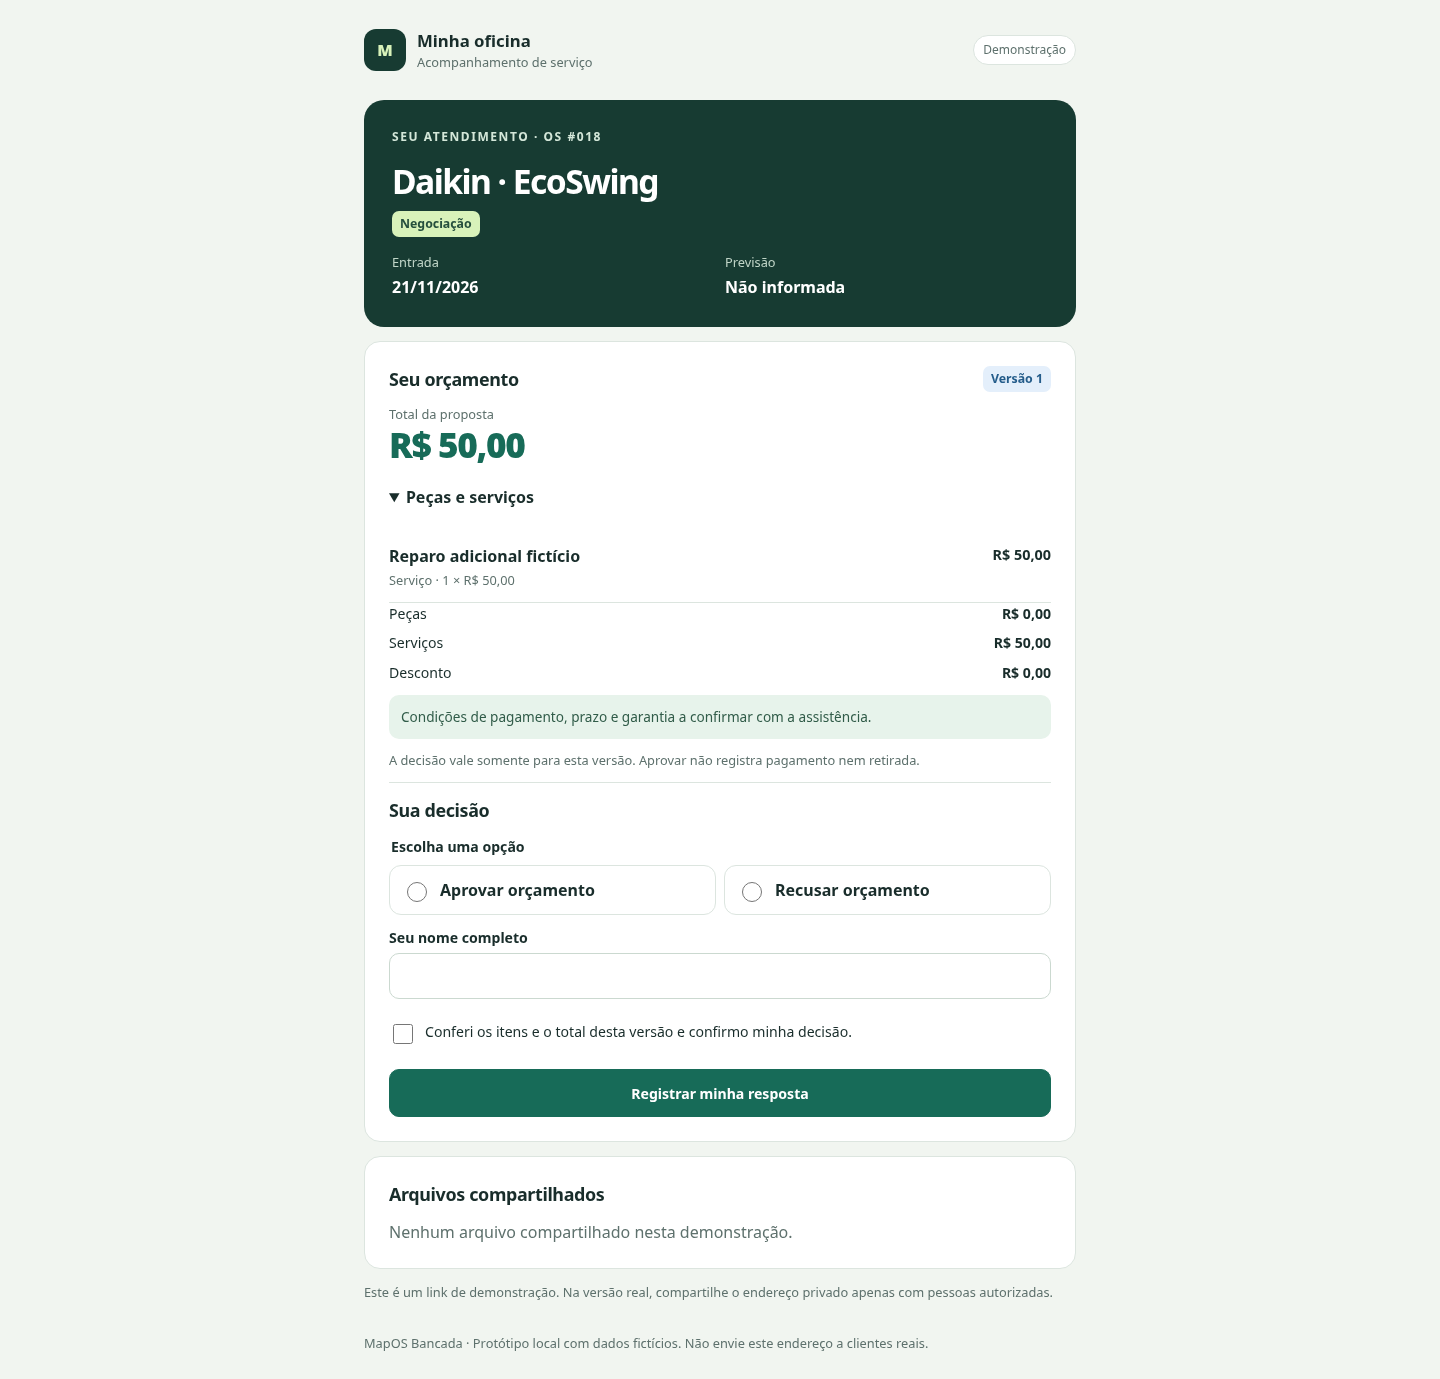 M
Minha oficina
Acompanhamento de serviço
Demonstração
SEU ATENDIMENTO · OS #018
Daikin · EcoSwing
Negociação
Entrada
21/11/2026
Previsão
Não informada
Seu orçamento
Versão 1
Total da proposta
R$ 50,00
▼ Peças e serviços
Reparo adicional fictício
R$ 50,00
Serviço · 1 × R$ 50,00
Peças
R$ 0,00
Serviços
R$ 50,00
Desconto
R$ 0,00
Condições de pagamento, prazo e garantia a confirmar com a assistência.
A decisão vale somente para esta versão. Aprovar não registra pagamento nem retirada.
Sua decisão
Escolha uma opção
Aprovar orçamento
Recusar orçamento
Seu nome completo
Conferi os itens e o total desta versão e confirmo minha decisão.
Registrar minha resposta
Arquivos compartilhados
Nenhum arquivo compartilhado nesta demonstração.
Este é um link de demonstração. Na versão real, compartilhe o endereço privado apenas com pessoas autorizadas.
MapOS Bancada · Protótipo local com dados fictícios. Não envie este endereço a clientes reais.